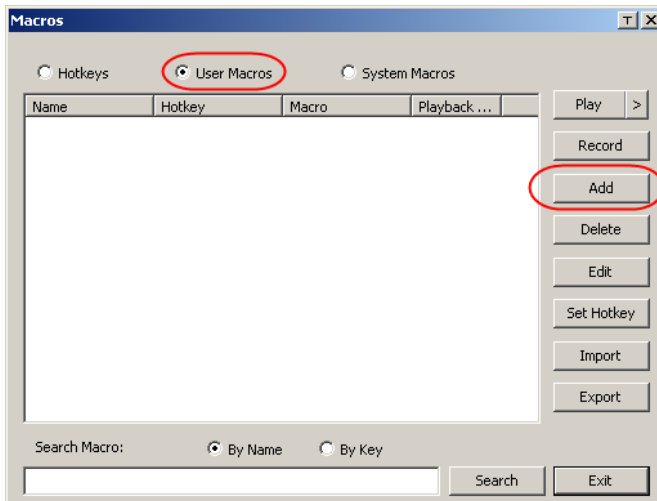 Macros
Hotkeys User Macros System Macros
Name Hotkey Macro Playback ... Play >
Record
Add
Delete
Edit
Set Hotkey
Import
Export
Search Macro: By Name By Key
Search Exit